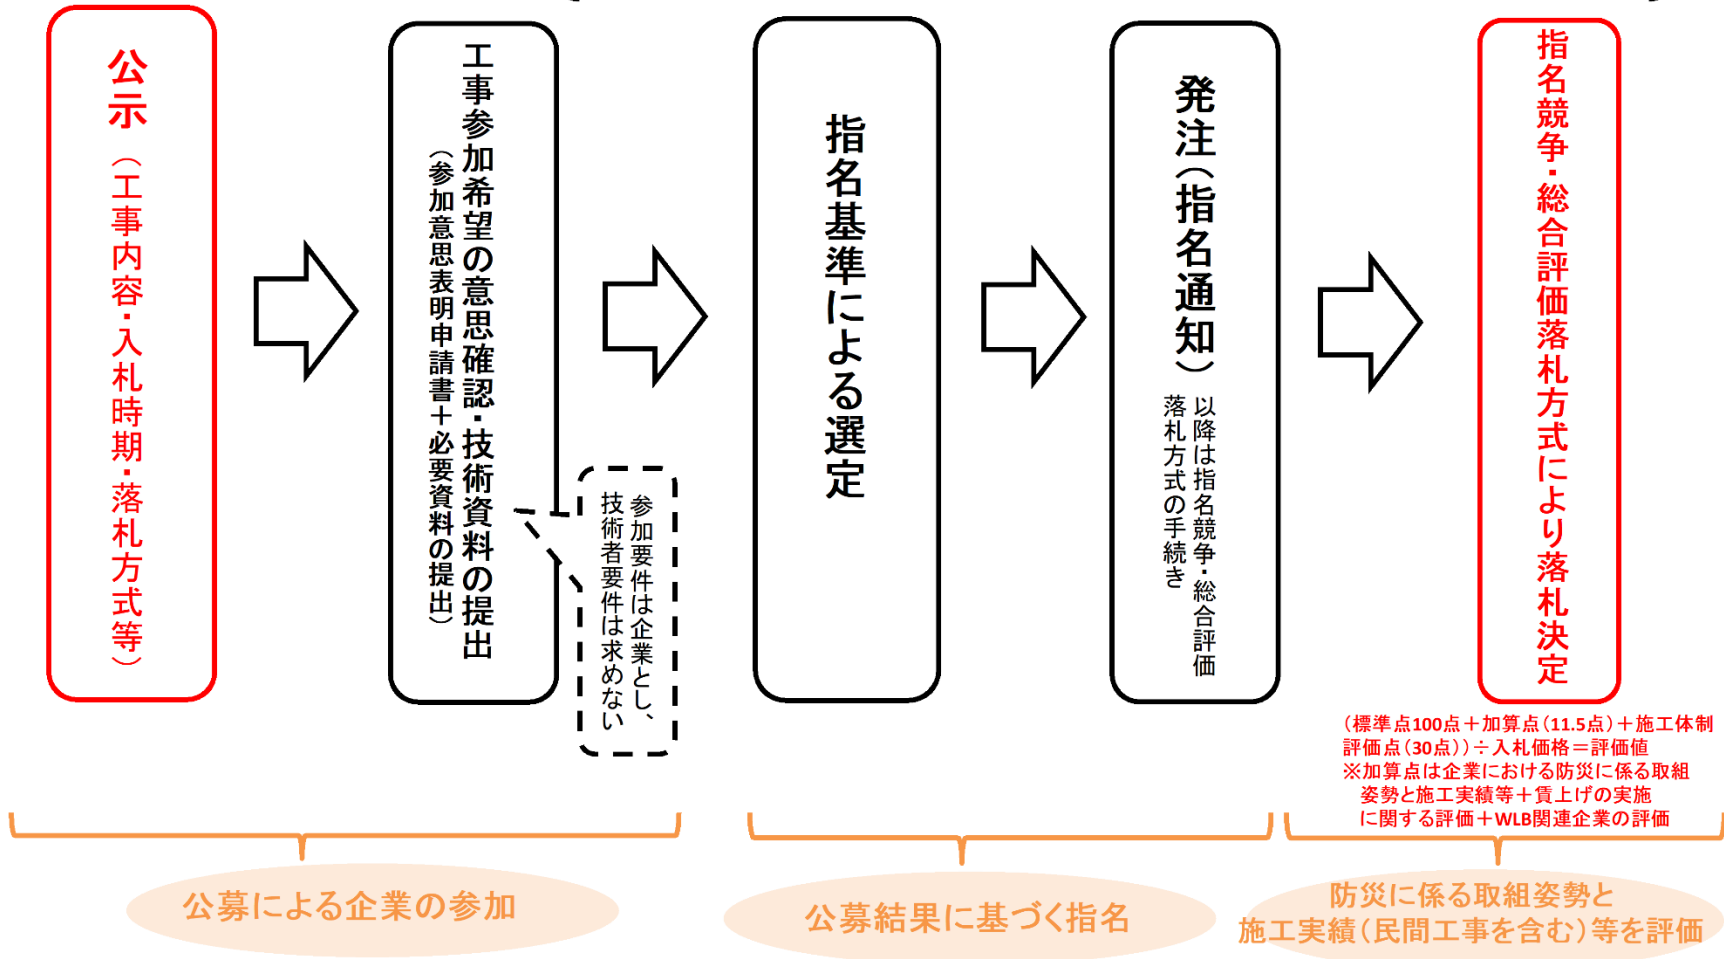 公示（工事内容・入札時期・落札方式等）
工事参加希望の意思確認・技術資料の提出
（参加意思表明申請書＋必要資料の提出）
参加要件は企業とし、
技術者要件は求めない
指名基準による選定
発注（指名通知）
以降は指名競争・総合評価
落札方式の手続き
指名競争・総合評価落札方式により落札決定
（標準点100点＋加算点（11.5点）＋施工体制
評価点（30点））÷入札価格＝評価値
※加算点は企業における防災に係る取組
姿勢と施工実績等＋賃上げの実施
に関する評価＋WLB関連企業の評価
公募による企業の参加
公募結果に基づく指名
防災に係る取組姿勢と
施工実績（民間工事を含む）等を評価